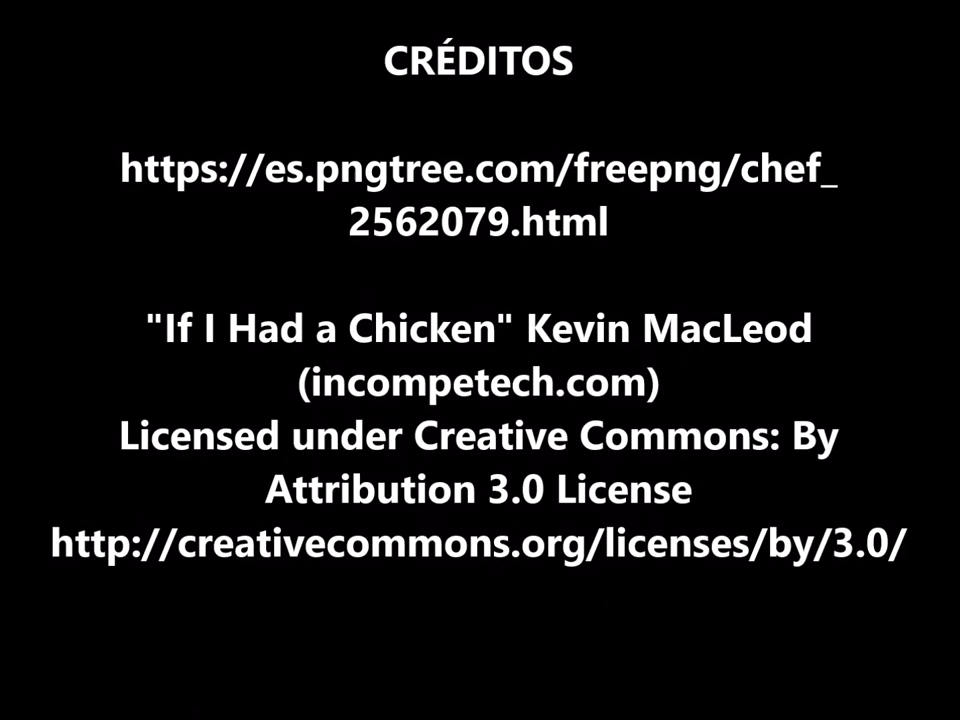 CRÉDITOS
https://es.pngtree.com/freepng/chef_
2562079.html
"If I Had a Chicken" Kevin MacLeod
(incompetech.com)
Licensed under Creative Commons: By
Attribution 3.0 License
http://creativecommons.org/licenses/by/3.0/